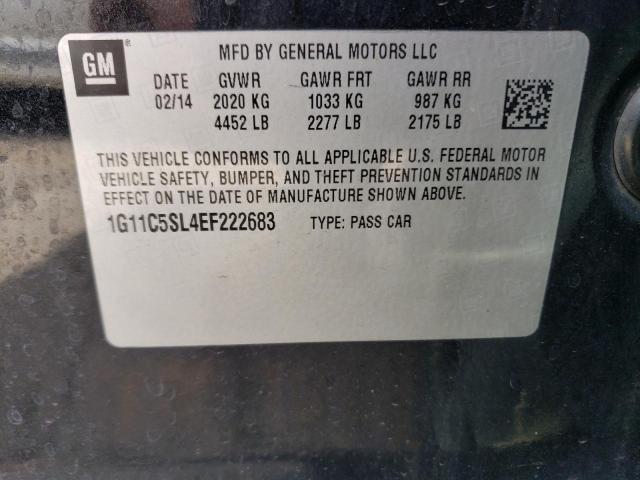 GM
MFD BY GENERAL MOTORS LLC
DATE GVWR GAWR FRT GAWR RR
02/14 2020 KG 1033 KG 987 KG
4452 LB 2277 LB 2175 LB
THIS VEHICLE CONFORMS TO ALL APPLICABLE U.S. FEDERAL MOTOR
VEHICLE SAFETY, BUMPER, AND THEFT PREVENTION STANDARDS IN
EFFECT ON THE DATE OF MANUFACTURE SHOWN ABOVE.
1G11C5SL4EF222683 TYPE: PASS CAR